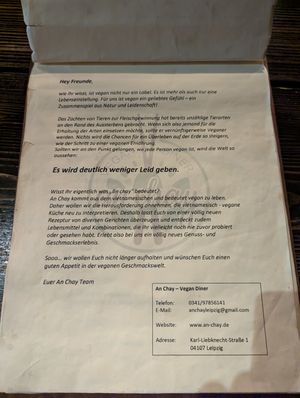 Hey Freunde,
wie ihr wisst, ist vegan nicht nur ein Label. Es ist mehr als auch nur eine
Lebenseinstellung. Für uns ist vegan ein geliebtes Gefühl – ein
Zusammenspiel aus Natur und Leidenschaft!
Das Züchten von Tieren zur Fleischgewinnung hat bereits unzählige Tierarten
an den Rand des Aussterbens gebracht. Wenn sich also jemand für die
Erhaltung der Arten einsetzen möchte, sollte er vernünftigerweise Veganer
werden. Nichts wird die Chancen für ein Überleben auf der Erde so steigern,
wie der Schritt zu einer veganen Ernährung.
Sollten wir an den Punkt gelangen, wo jede Person vegan ist, wird die Welt so
aussehen:
Es wird deutlich weniger Leid geben.
Wisst ihr eigentlich was „An chay" bedeutet?
An Chay kommt aus dem vietnamesischen und bedeutet vegan zu leben.
Daher wollen wir die Herausforderung annehmen, die vietnamesisch - vegane
Küche neu zu interpretieren. Deshalb lasst Euch von einer völlig neuen
Rezeptur von diversen Gerichten überzeugen und entdeckt zudem
Lebensmittel und Kombinationen, die ihr vielleicht noch nie zuvor probiert
oder gesehen habt. Erlebt also bei uns ein völlig neues Genuss- und
Geschmackserlebnis.
Sooo... wir wollen Euch nicht länger aufhalten und wünschen Euch einen
guten Appetit in der veganen Geschmackswelt.
Euer An Chay Team
An Chay – Vegan Diner
Telefon: 0341/97856141
E-Mail: anchayleipzig@gmail.com
Website: www.an-chay.de
Adresse: Karl-Liebknecht-Straße 1
04107 Leipzig